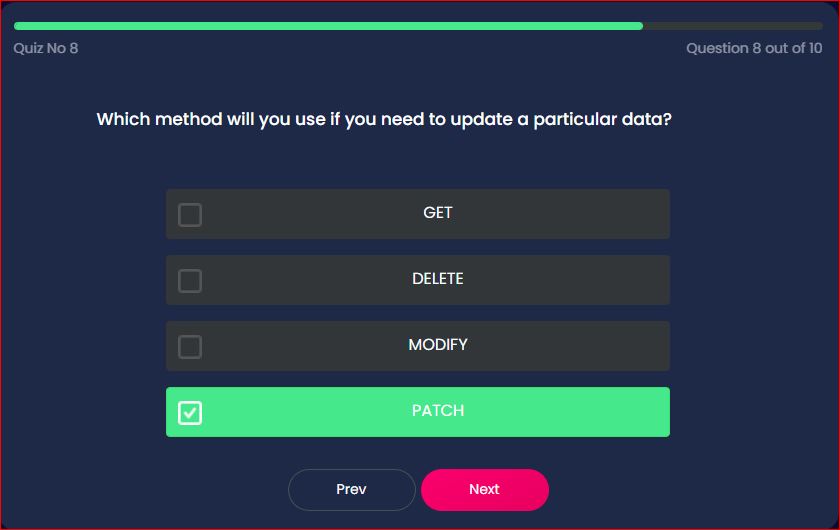 Quiz No 8
Question 8 out of 10
Which method will you use if you need to update a particular data?
GET
DELETE
MODIFY
PATCH
Prev
Next